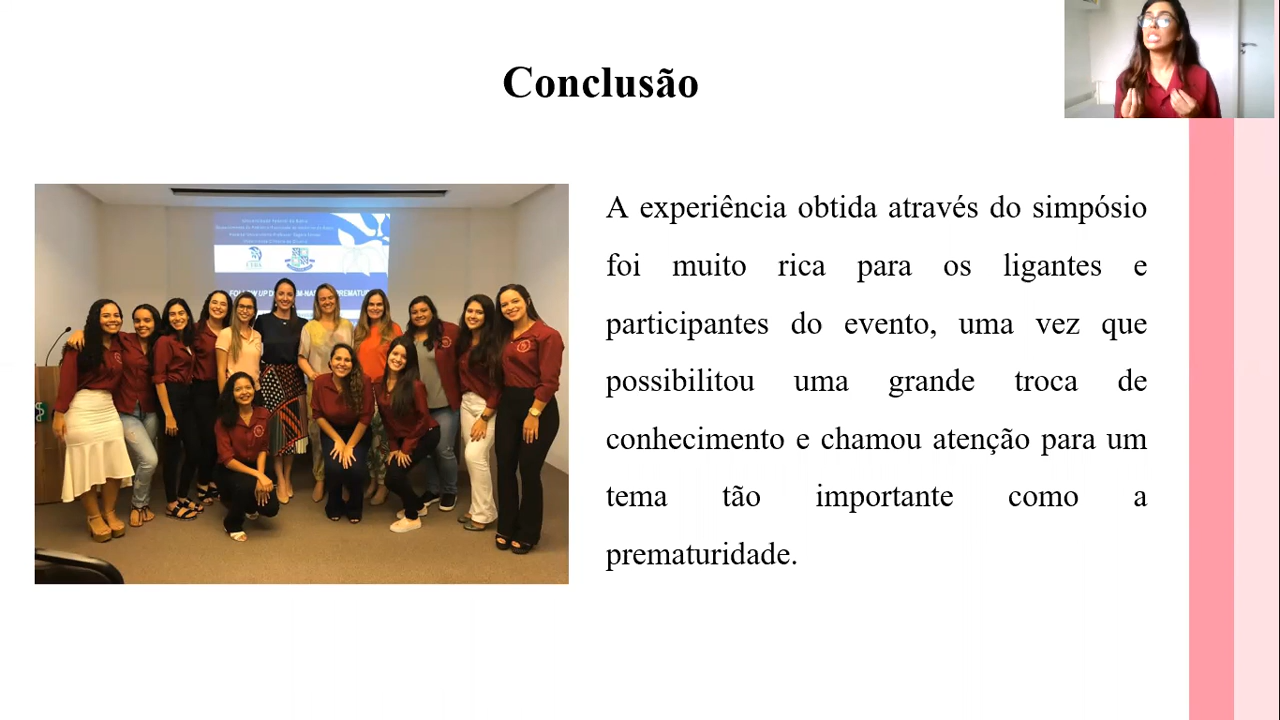 Conclusão
A experiência obtida através do simpósio
foi muito rica para os ligantes e
participantes do evento, uma vez que
possibilitou uma grande troca de
conhecimento e chamou atenção para um
tema tão importante como a
prematuridade.